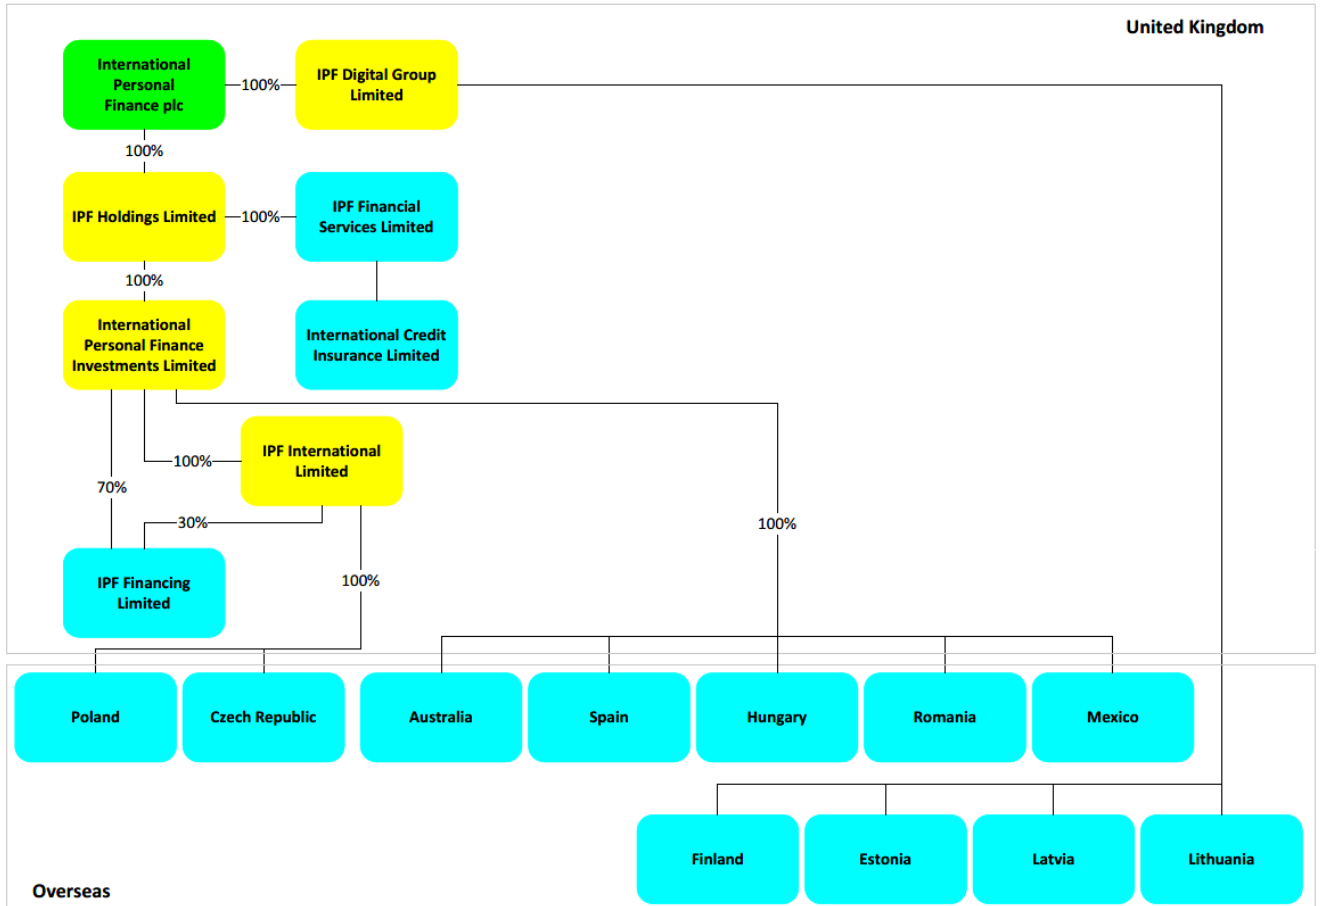 United Kingdom
International
Personal
Finance plc
100%
IPF Digital Group
Limited
100%
IPF Holdings Limited
100%
IPF Financial
Services Limited
100%
International
Personal Finance
Investments Limited
International Credit
Insurance Limited
IPF International
Limited
100%
70%
30%
100%
100%
IPF Financing
Limited
Poland
Czech Republic
Australia
Spain
Hungary
Romania
Mexico
Finland
Estonia
Latvia
Lithuania
Overseas